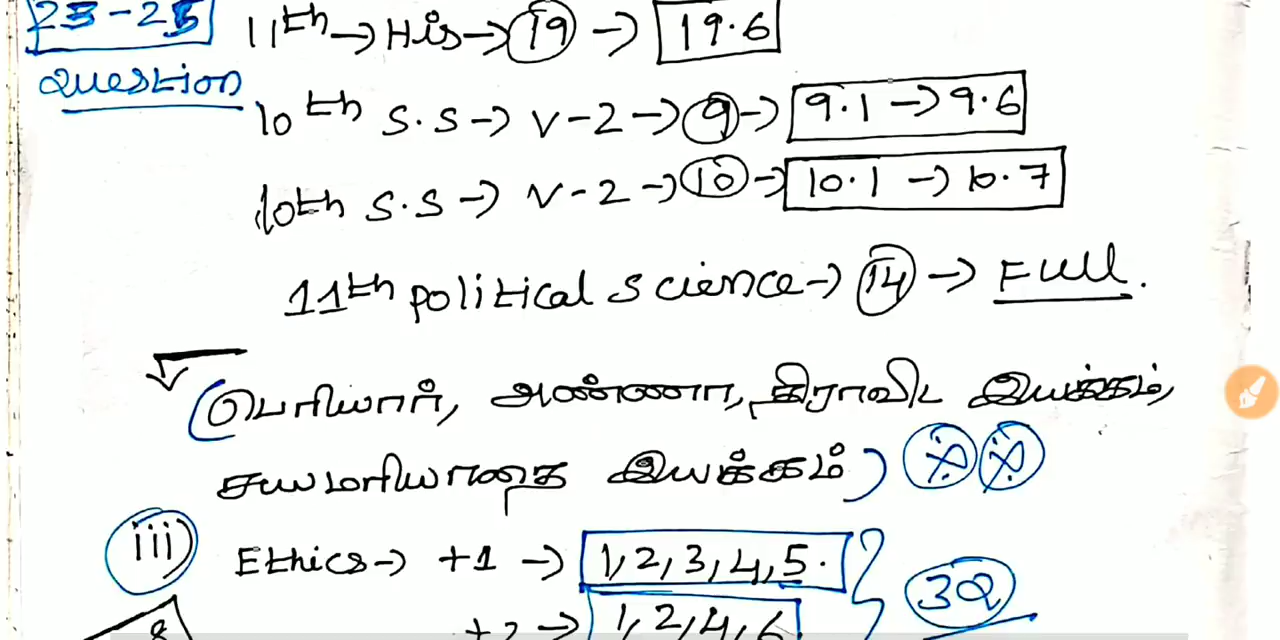 23-25 11th → His → 19 → 19.6
Question
10th S.S → V-2 → 9 → 9.1 → 9.6
10th S.S → V-2 → 10 → 10.1 → 10.7
11th political science → 14 → Full.
(பெரியார், அண்ணா, திராவிட இயக்கம்,
சுயமரியாதை இயக்கம்)
iii) Ethics → +1 → 1,2,3,4,5.
+2 → 1,2,4,6